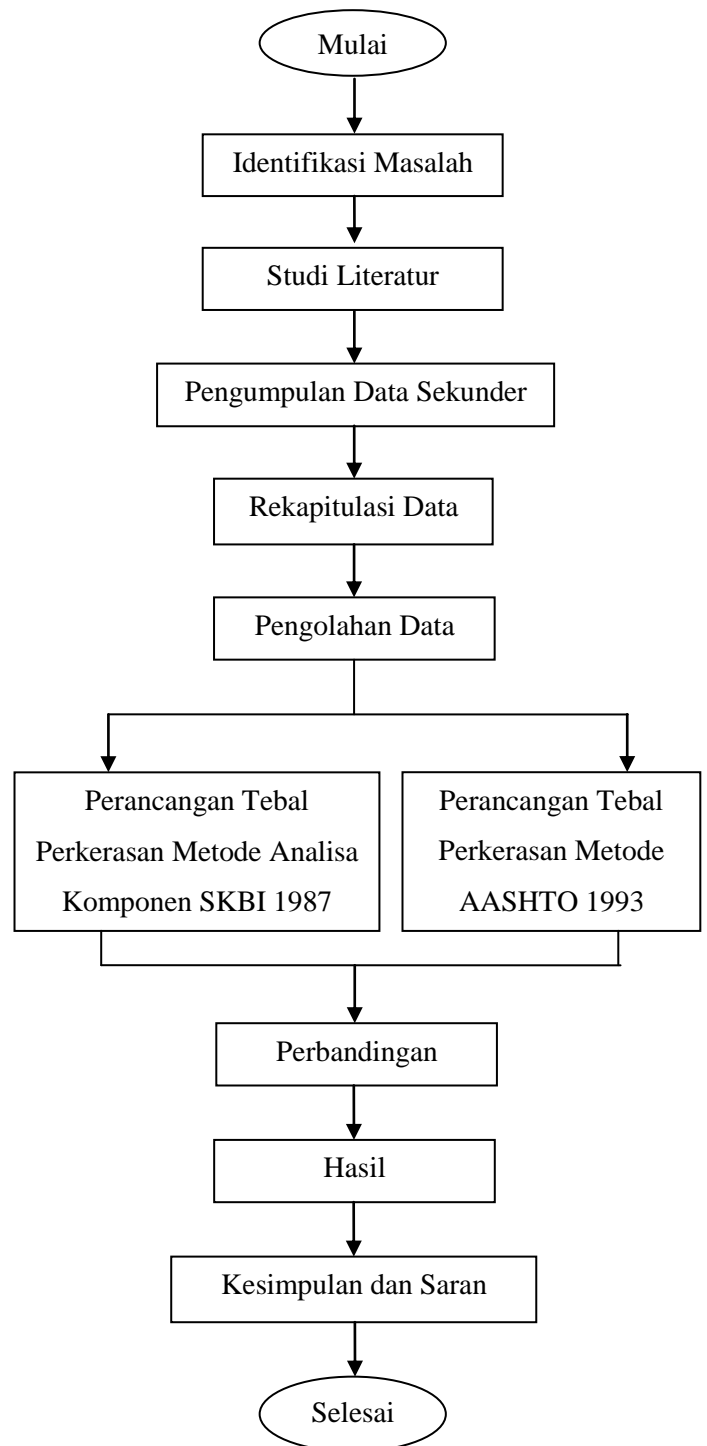 Mulai
Identifikasi Masalah
Studi Literatur
Pengumpulan Data Sekunder
Rekapitulasi Data
Pengolahan Data
Perancangan Tebal
Perkerasan Metode Analisa
Komponen SKBI 1987
Perancangan Tebal
Perkerasan Metode
AASHTO 1993
Perbandingan
Hasil
Kesimpulan dan Saran
Selesai